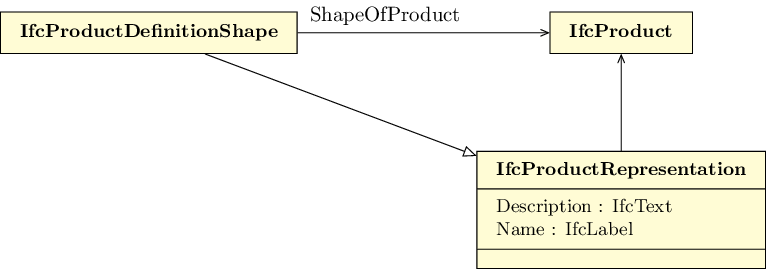 ShapeOfProduct
IfcProductDefinitionShape
IfcProduct
IfcProductRepresentation
Description : IfcText
Name : IfcLabel